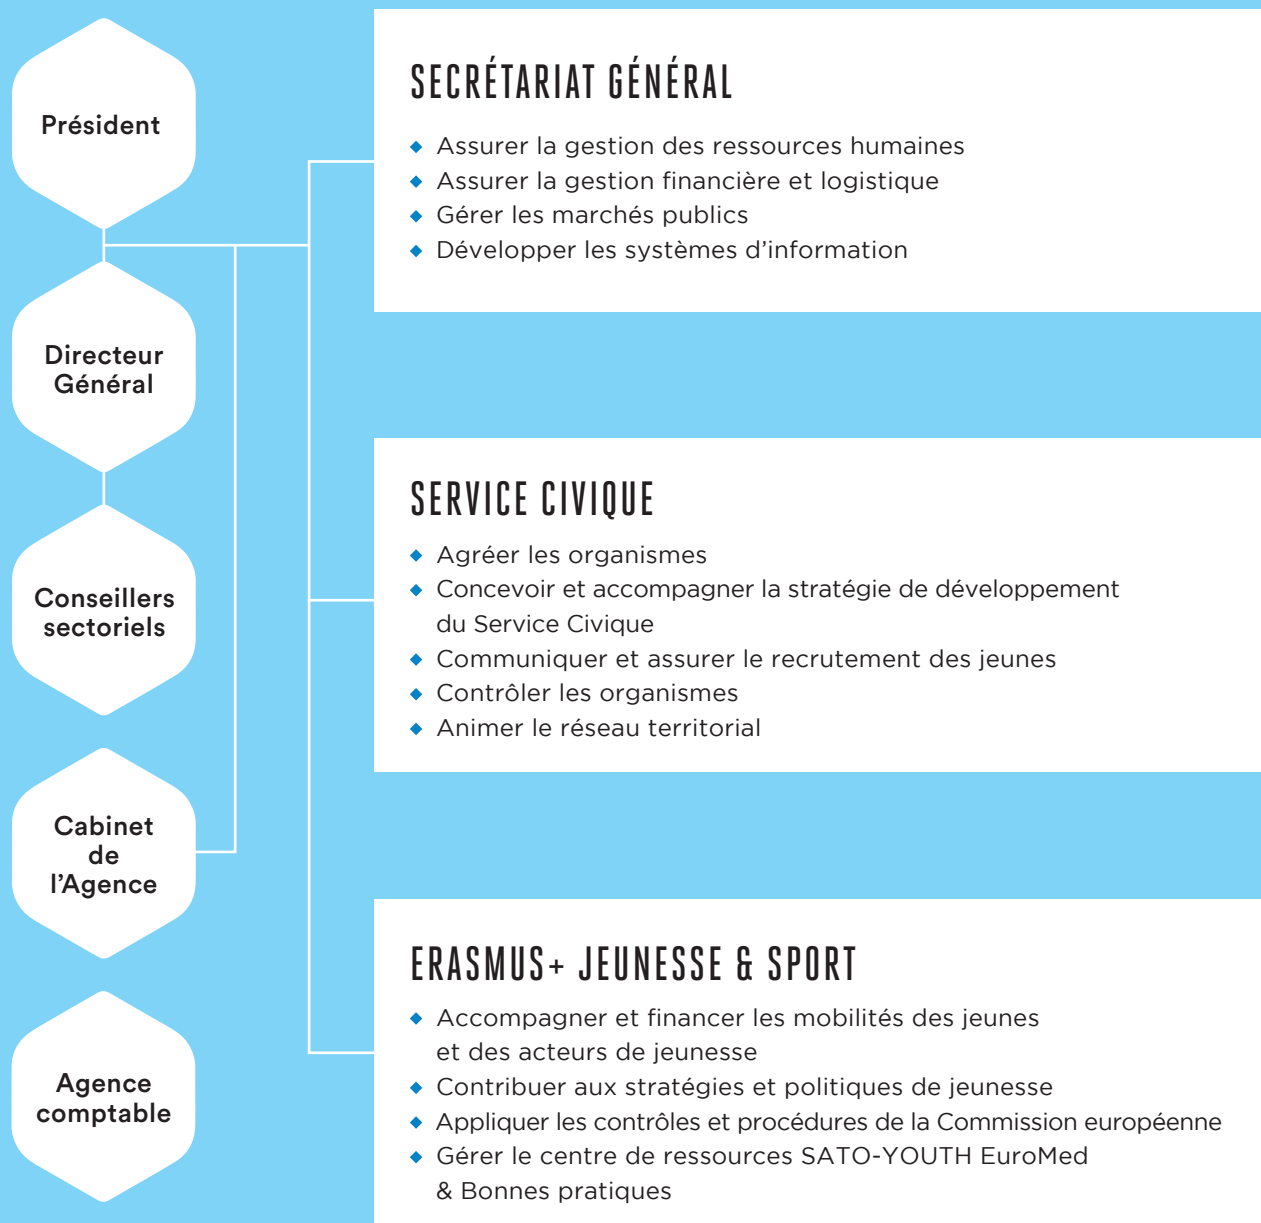 Président
Directeur
Général
Conseillers
sectoriels
Cabinet
de
l’Agence
Agence
comptable
SECRÉTARIAT GÉNÉRAL
◆ Assurer la gestion des ressources humaines
◆ Assurer la gestion financière et logistique
◆ Gérer les marchés publics
◆ Développer les systèmes d’information
SERVICE CIVIQUE
◆ Agréer les organismes
◆ Concevoir et accompagner la stratégie de développement
du Service Civique
◆ Communiquer et assurer le recrutement des jeunes
◆ Contrôler les organismes
◆ Animer le réseau territorial
ERASMUS+ JEUNESSE & SPORT
◆ Accompagner et financer les mobilités des jeunes
et des acteurs de jeunesse
◆ Contribuer aux stratégies et politiques de jeunesse
◆ Appliquer les contrôles et procédures de la Commission européenne
◆ Gérer le centre de ressources SATO-YOUTH EuroMed
& Bonnes pratiques